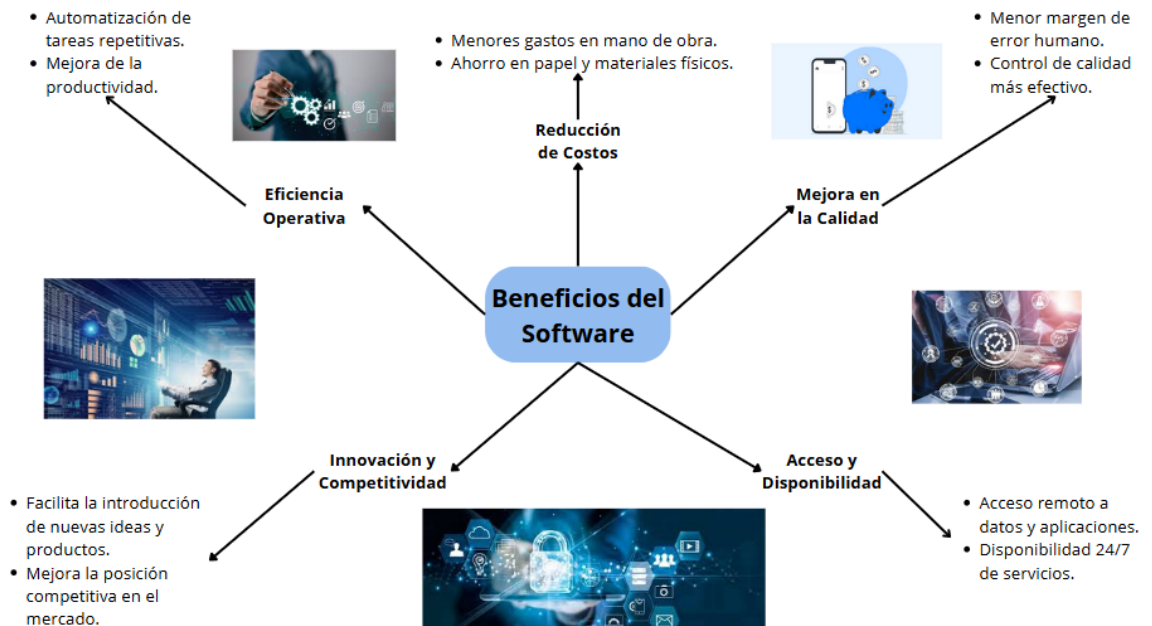 • Automatización de
tareas repetitivas.
• Mejora de la
productividad.
• Menores gastos en mano de obra.
• Ahorro en papel y materiales físicos.
• Menor margen de
error humano.
• Control de calidad
más efectivo.
Reducción
de Costos
Eficiencia
Operativa
Mejora en
la Calidad
Beneficios del
Software
Innovación y
Competitividad
Acceso y
Disponibilidad
• Facilita la introducción
de nuevas ideas y
productos.
• Mejora la posición
competitiva en el
mercado.
• Acceso remoto a
datos y aplicaciones.
• Disponibilidad 24/7
de servicios.